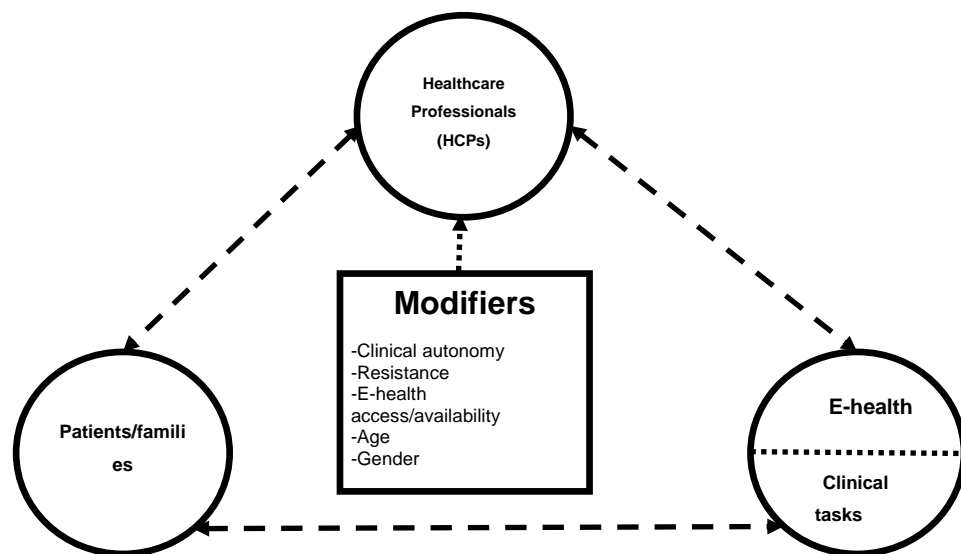 Healthcare
Professionals
(HCPs)
Modifiers
-Clinical autonomy
-Resistance
-E-health
access/availability
-Age
-Gender
Patients/famili
es
E-health
Clinical
tasks